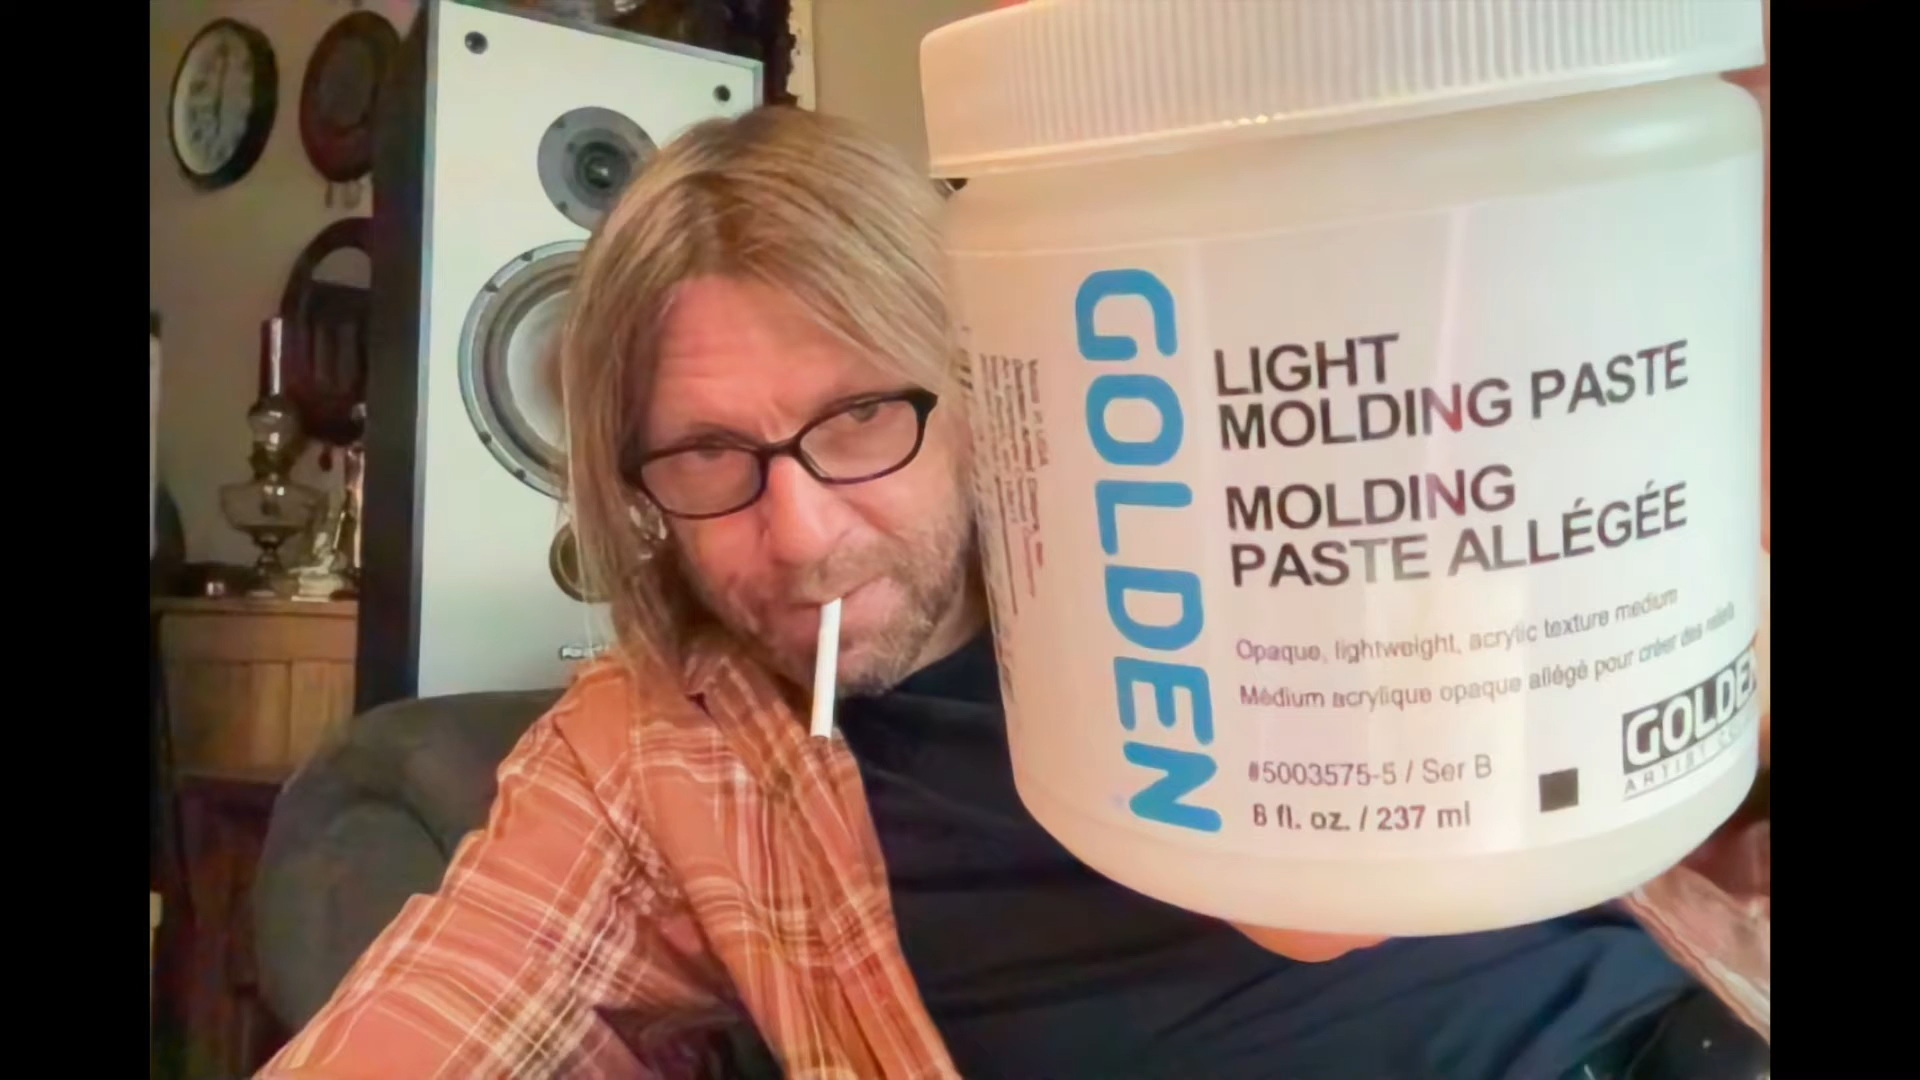 GOLDEN
LIGHT
MOLDING PASTE
MOLDING
PASTE ALLÉGÉE
Opaque, lightweight, acrylic texture medium
Médium acrylique opaque allégé pour créer des reliefs
#5003575-5 / Ser B
8 fl. oz. / 237 ml
GOLDEN